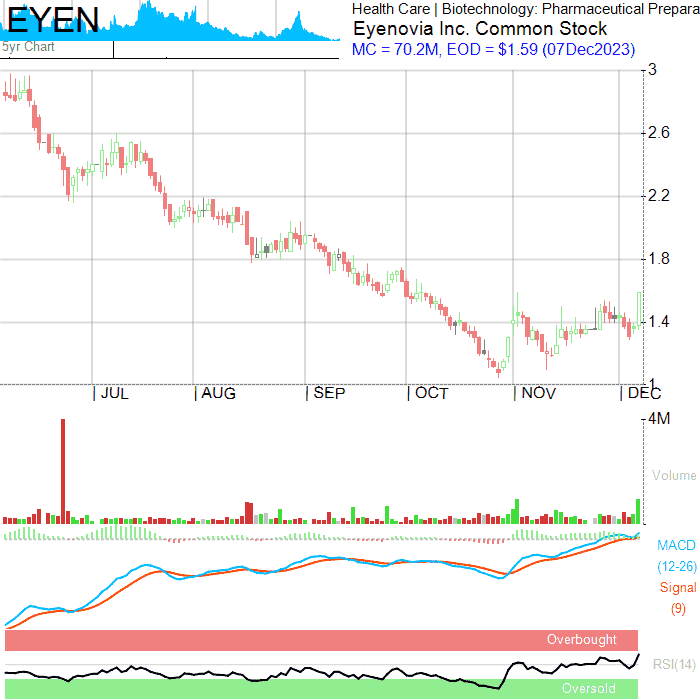 EYEN
5yr Chart
Health Care | Biotechnology: Pharmaceutical Prepara
Eyenovia Inc. Common Stock
MC = 70.2M, EOD = $1.59 (07Dec2023)
3
2.6
2.2
1.8
1.4
1
JUL
AUG
SEP
OCT
NOV
DEC
4M
Volume
MACD
(12-26)
Signal
(9)
Overbought
RSI(14)
Oversold